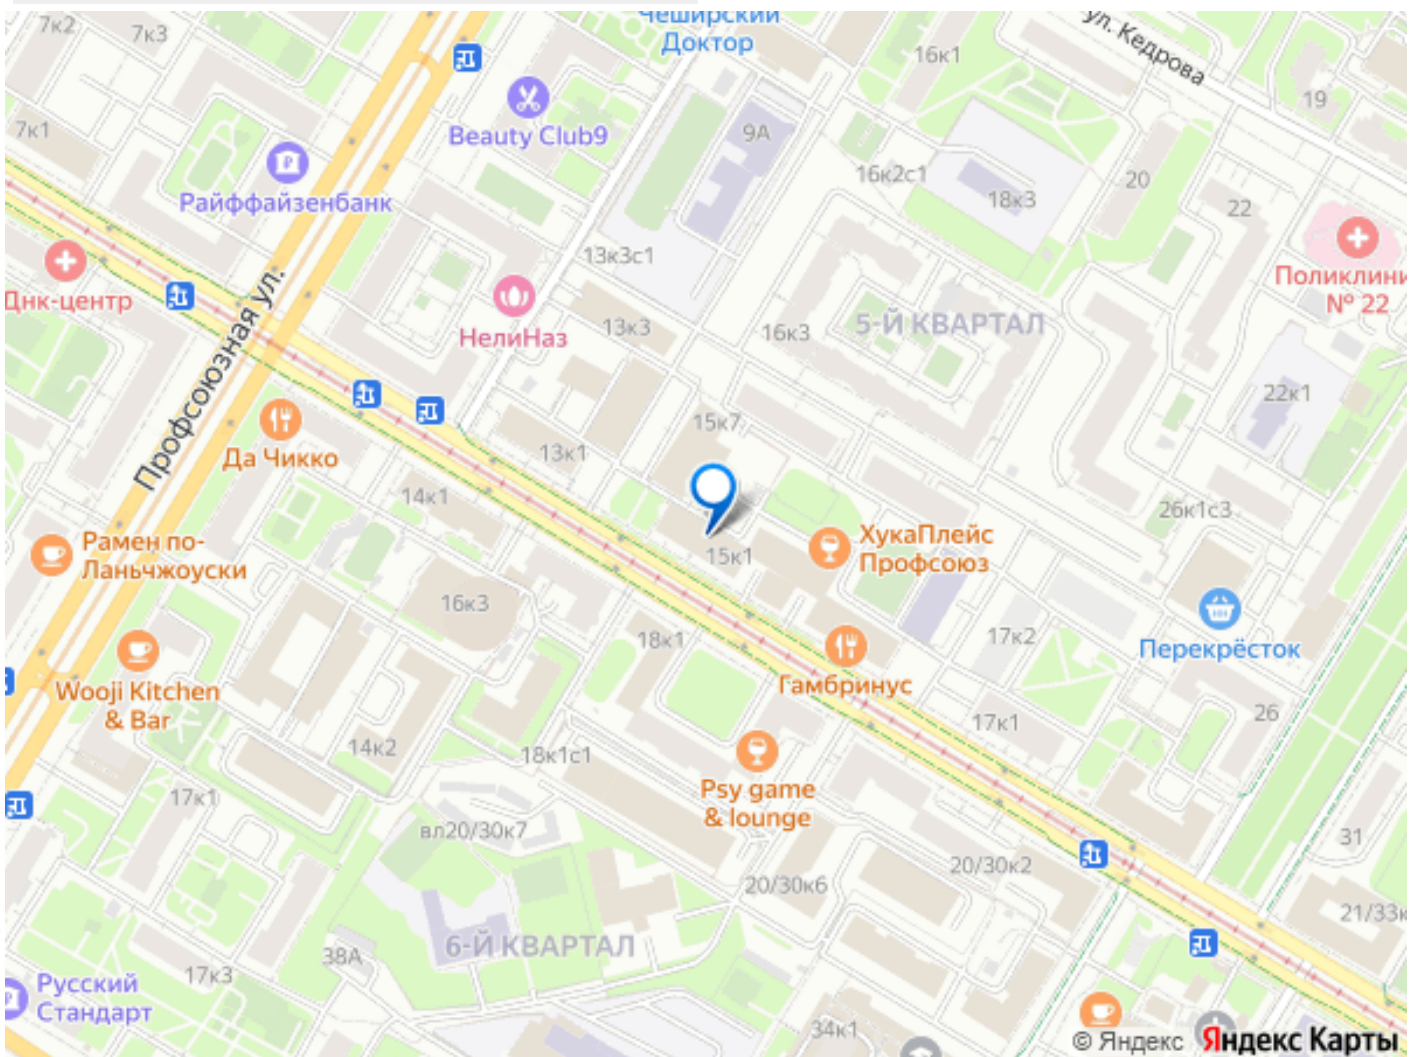 7к2
7к3
Чеширский
Доктор
ул. Кедрова
16к1
19
7к1
Beauty Club9
9А
Райффайзенбанк
16к2с1
18к3
20
22
Поликлини
№ 22
Днк-центр
Профсоюзная ул.
13к3с1
НелиНаз
13к3
16к3
5-Й КВАРТАЛ
22к1
15к7
Да Чикко
13к1
14к1
26к1с3
Рамен по-
Ланьчжоуски
15к1
ХукаПлейс
Профсоюз
16к3
18к1
17к2
Перекрёсток
Wooji Kitchen
& Bar
Гамбринус
17к1
26
14к2
18к1с1
Psy game
& lounge
17к1
вл20/30к7
20/30к6
20/30к2
31
21/33к
6-Й КВАРТАЛ
38А
17к3
Русский
Стандарт
34к1
© Яндекс Яндекс Карты